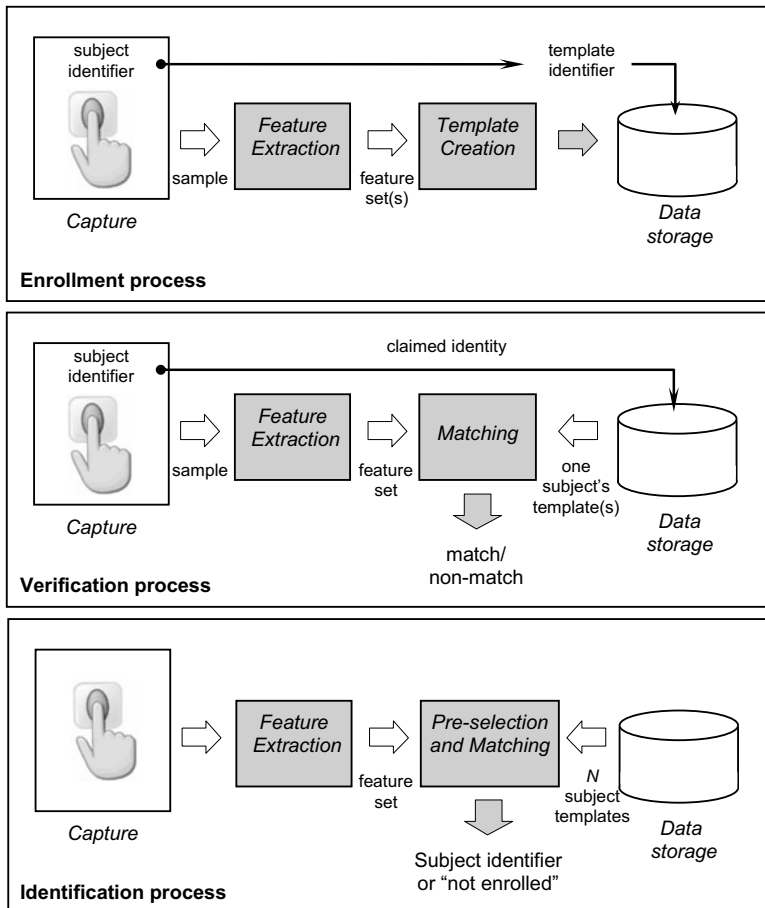 subject
identifier
template
identifier
Feature
Extraction
Template
Creation
sample
feature
set(s)
Capture
Data
storage
Enrollment process
subject
identifier
claimed identity
Feature
Extraction
Matching
sample
feature
set
one
subject's
template(s)
Capture
Data
storage
match/
non-match
Verification process
Feature
Extraction
Pre-selection
and Matching
feature
set
N
subject
templates
Capture
Data
storage
Subject identifier
or “not enrolled”
Identification process